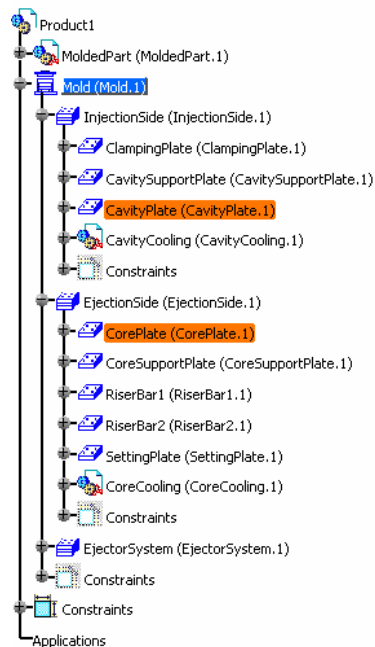 Product1
MoldedPart (MoldedPart.1)
Mold (Mold.1)
InjectionSide (InjectionSide.1)
ClampingPlate (ClampingPlate.1)
CavitySupportPlate (CavitySupportPlate.1)
CavityPlate (CavityPlate.1)
CavityCooling (CavityCooling.1)
Constraints
EjectionSide (EjectionSide.1)
CorePlate (CorePlate.1)
CoreSupportPlate (CoreSupportPlate.1)
RiserBar1 (RiserBar1.1)
RiserBar2 (RiserBar2.1)
SettingPlate (SettingPlate.1)
CoreCooling (CoreCooling.1)
Constraints
EjectorSystem (EjectorSystem.1)
Constraints
Constraints
Applications